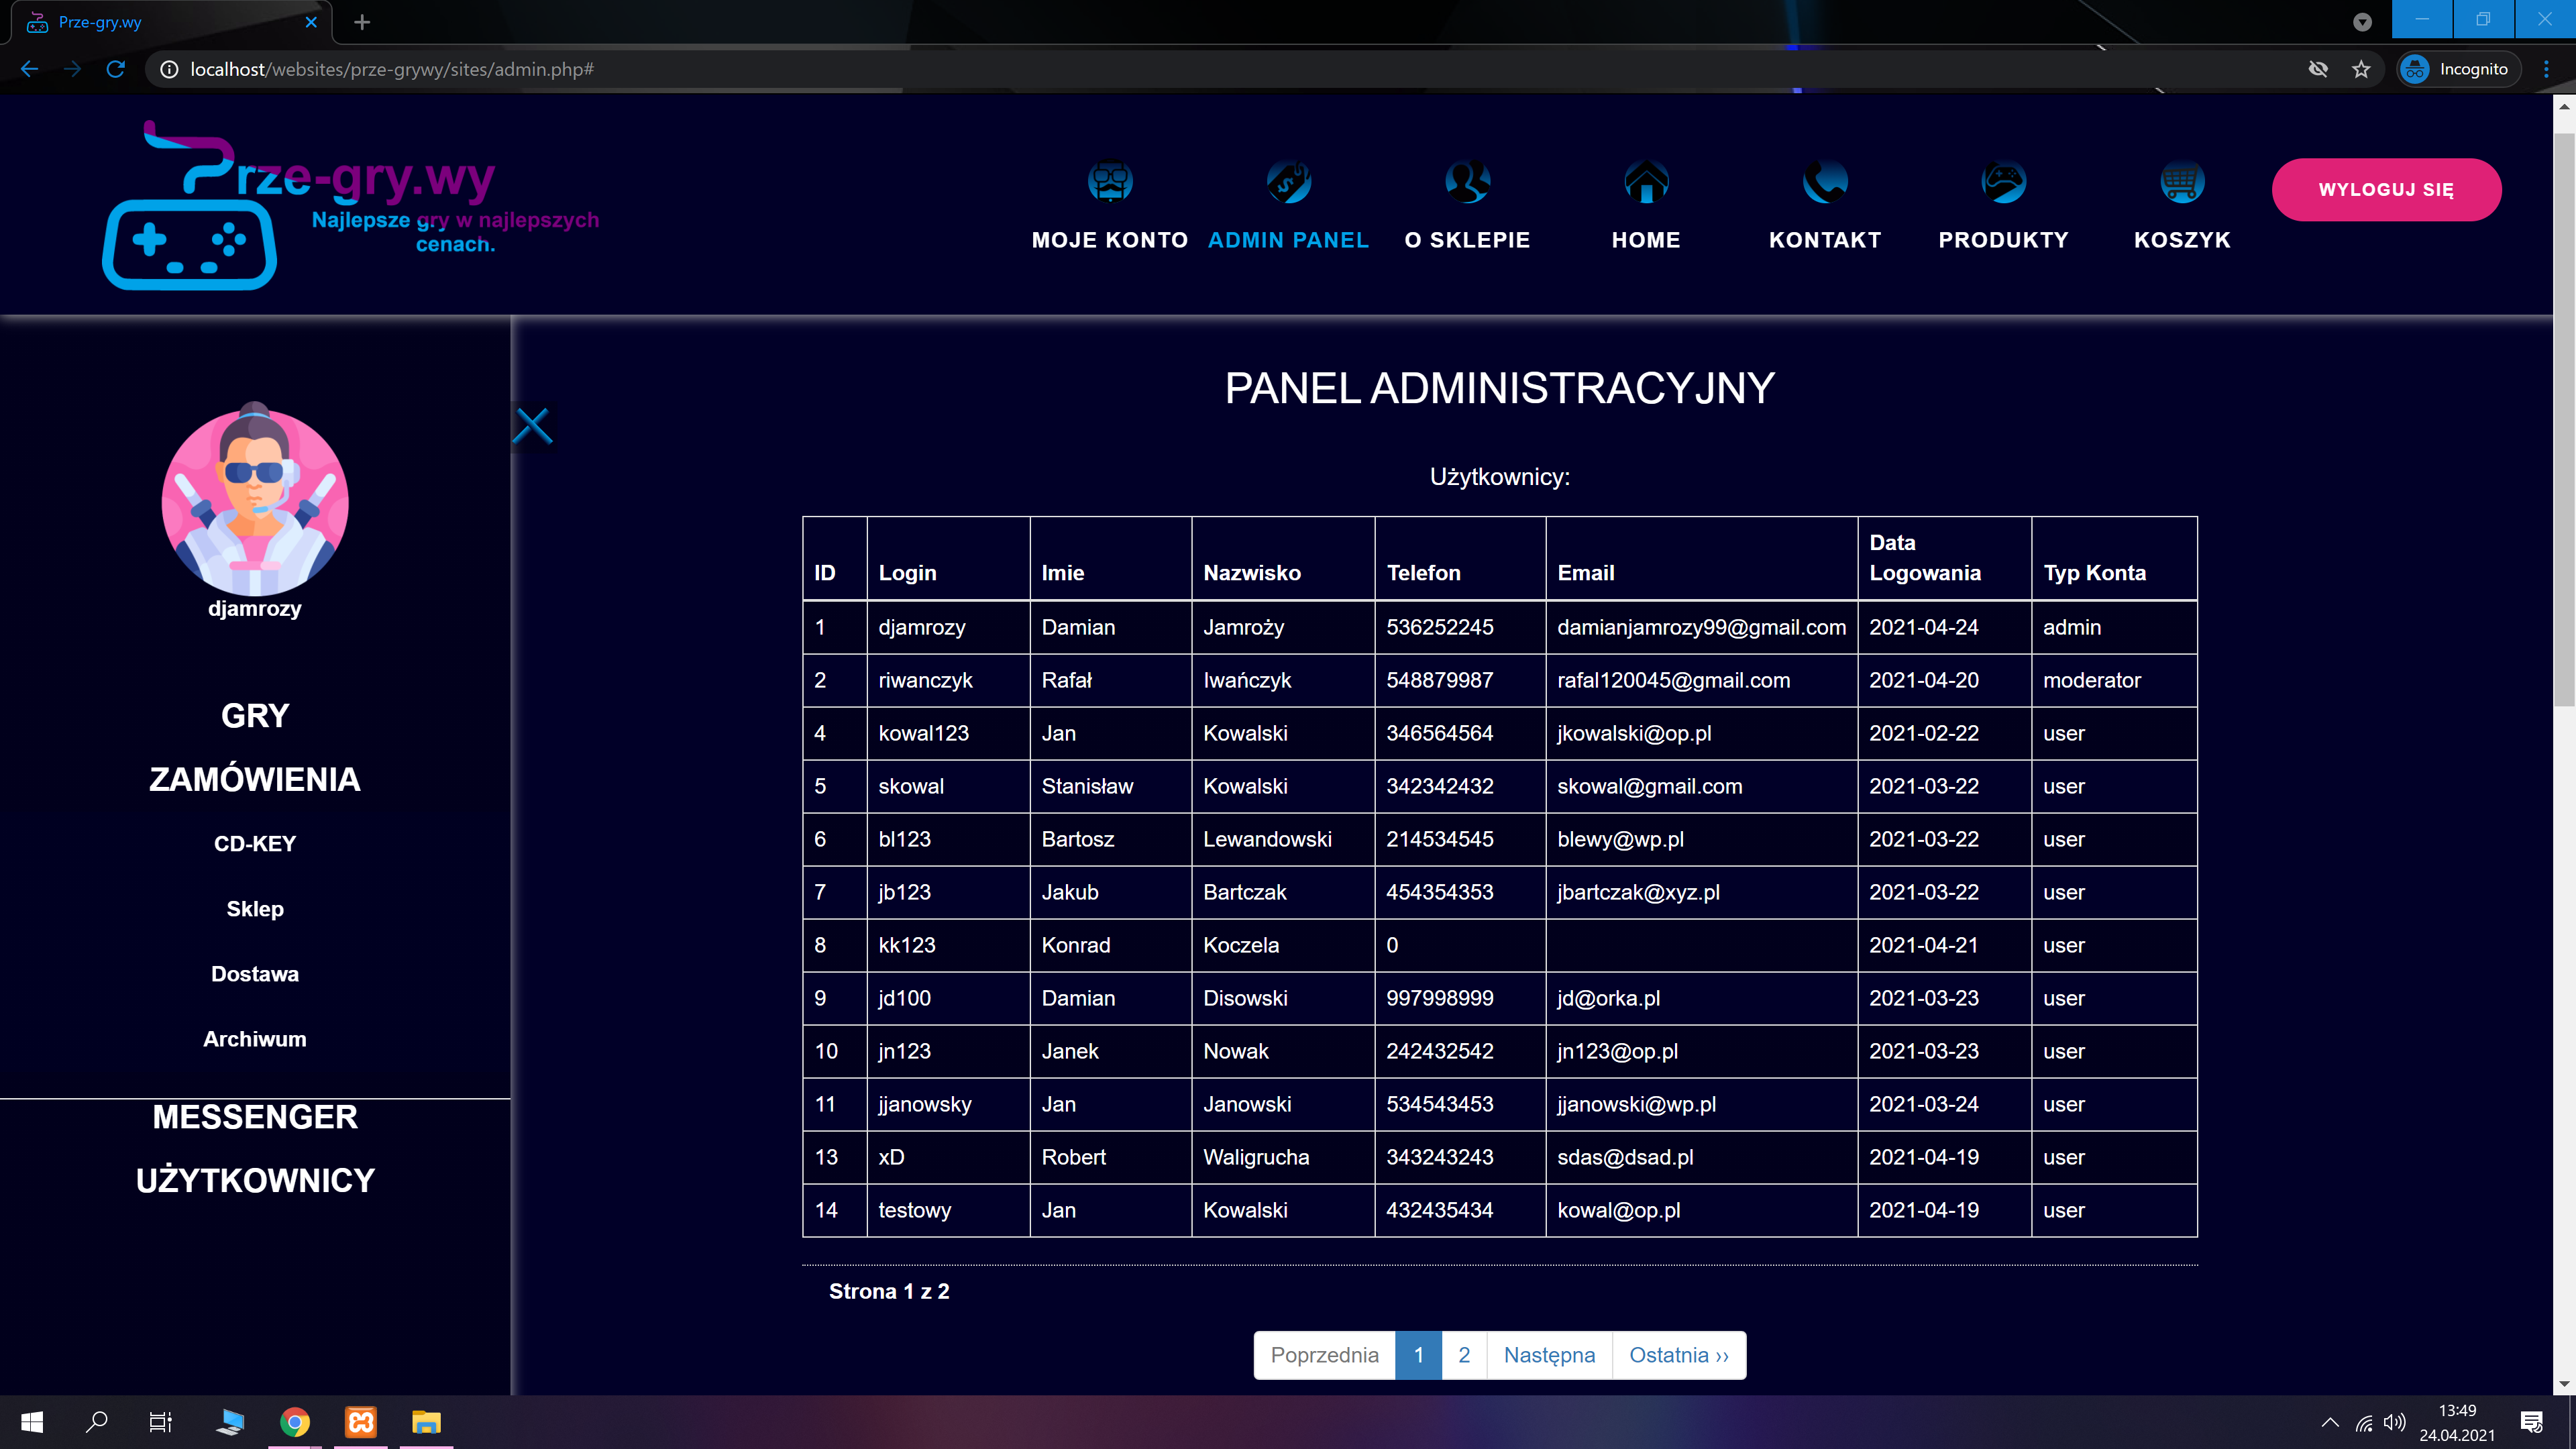 Prze-gry.wy
localhost/websites/prze-grywy/sites/admin.php#
Incognito
Prze-gry.wy
Najlepsze gry w najlepszych
cenach.
MOJE KONTO ADMIN PANEL O SKLEPIE HOME KONTAKT PRODUKTY KOSZYK
WYLOGUJ SIĘ
djamrozy
GRY
ZAMÓWIENIA
CD-KEY
Sklep
Dostawa
Archiwum
MESSENGER
UŻYTKOWNICY
PANEL ADMINISTRACYJNY
Użytkownicy:
ID Login Imie Nazwisko Telefon Email Data Logowania Typ Konta
1 djamrozy Damian Jamroży 536252245 damianjamrozy99@gmail.com 2021-04-24 admin
2 riwanczyk Rafał Iwańczyk 548879987 rafal120045@gmail.com 2021-04-20 moderator
4 kowal123 Jan Kowalski 346564564 jkowalski@op.pl 2021-02-22 user
5 skowal Stanisław Kowalski 342342432 skowal@gmail.com 2021-03-22 user
6 bl123 Bartosz Lewandowski 214534545 blewy@wp.pl 2021-03-22 user
7 jb123 Jakub Bartczak 454354353 jbartczak@xyz.pl 2021-03-22 user
8 kk123 Konrad Koczela 0 2021-04-21 user
9 jd100 Damian Disowski 997998999 jd@orka.pl 2021-03-23 user
10 jn123 Janek Nowak 242432542 jn123@op.pl 2021-03-23 user
11 jjanowsky Jan Janowski 534543453 jjanowski@wp.pl 2021-03-24 user
13 xD Robert Waligrucha 343243243 sdas@dsad.pl 2021-04-19 user
14 testowy Jan Kowalski 432435434 kowal@op.pl 2021-04-19 user
Strona 1 z 2
Poprzednia 1 2 Następna Ostatnia ››
13:49
24.04.2021